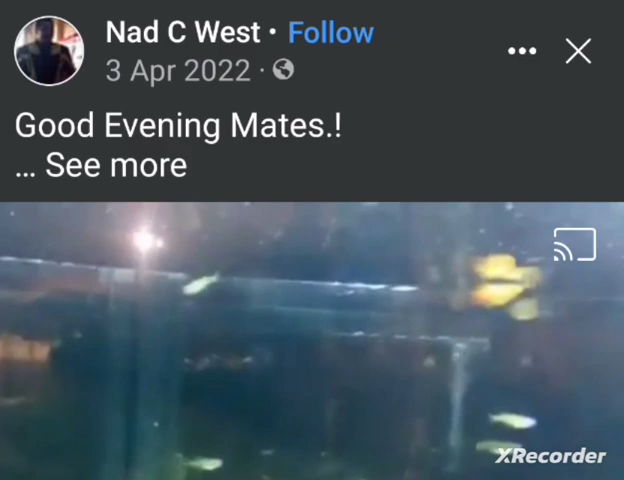 Nad C West · Follow
3 Apr 2022 ·
Good Evening Mates.!
... See more
XRecorder